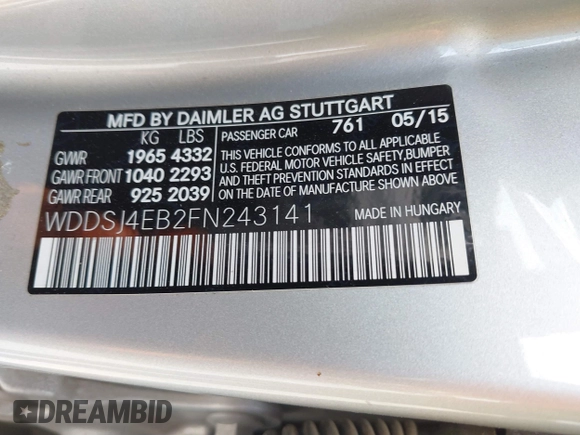 MFD BY DAIMLER AG STUTTGART
KG LBS
GVWR 1965 4332
GAWR FRONT 1040 2293
GAWR REAR 925 2039
PASSENGER CAR 761 05/15
THIS VEHICLE CONFORMS TO ALL APPLICABLE
U.S. FEDERAL MOTOR VEHICLE SAFETY, BUMPER
AND THEFT PREVENTION STANDARDS IN EFFECT
ON THE DATE OF MANUFACTURE SHOWN ABOVE.
WDDSJ4EB2FN243141 MADE IN HUNGARY
DREAMBID